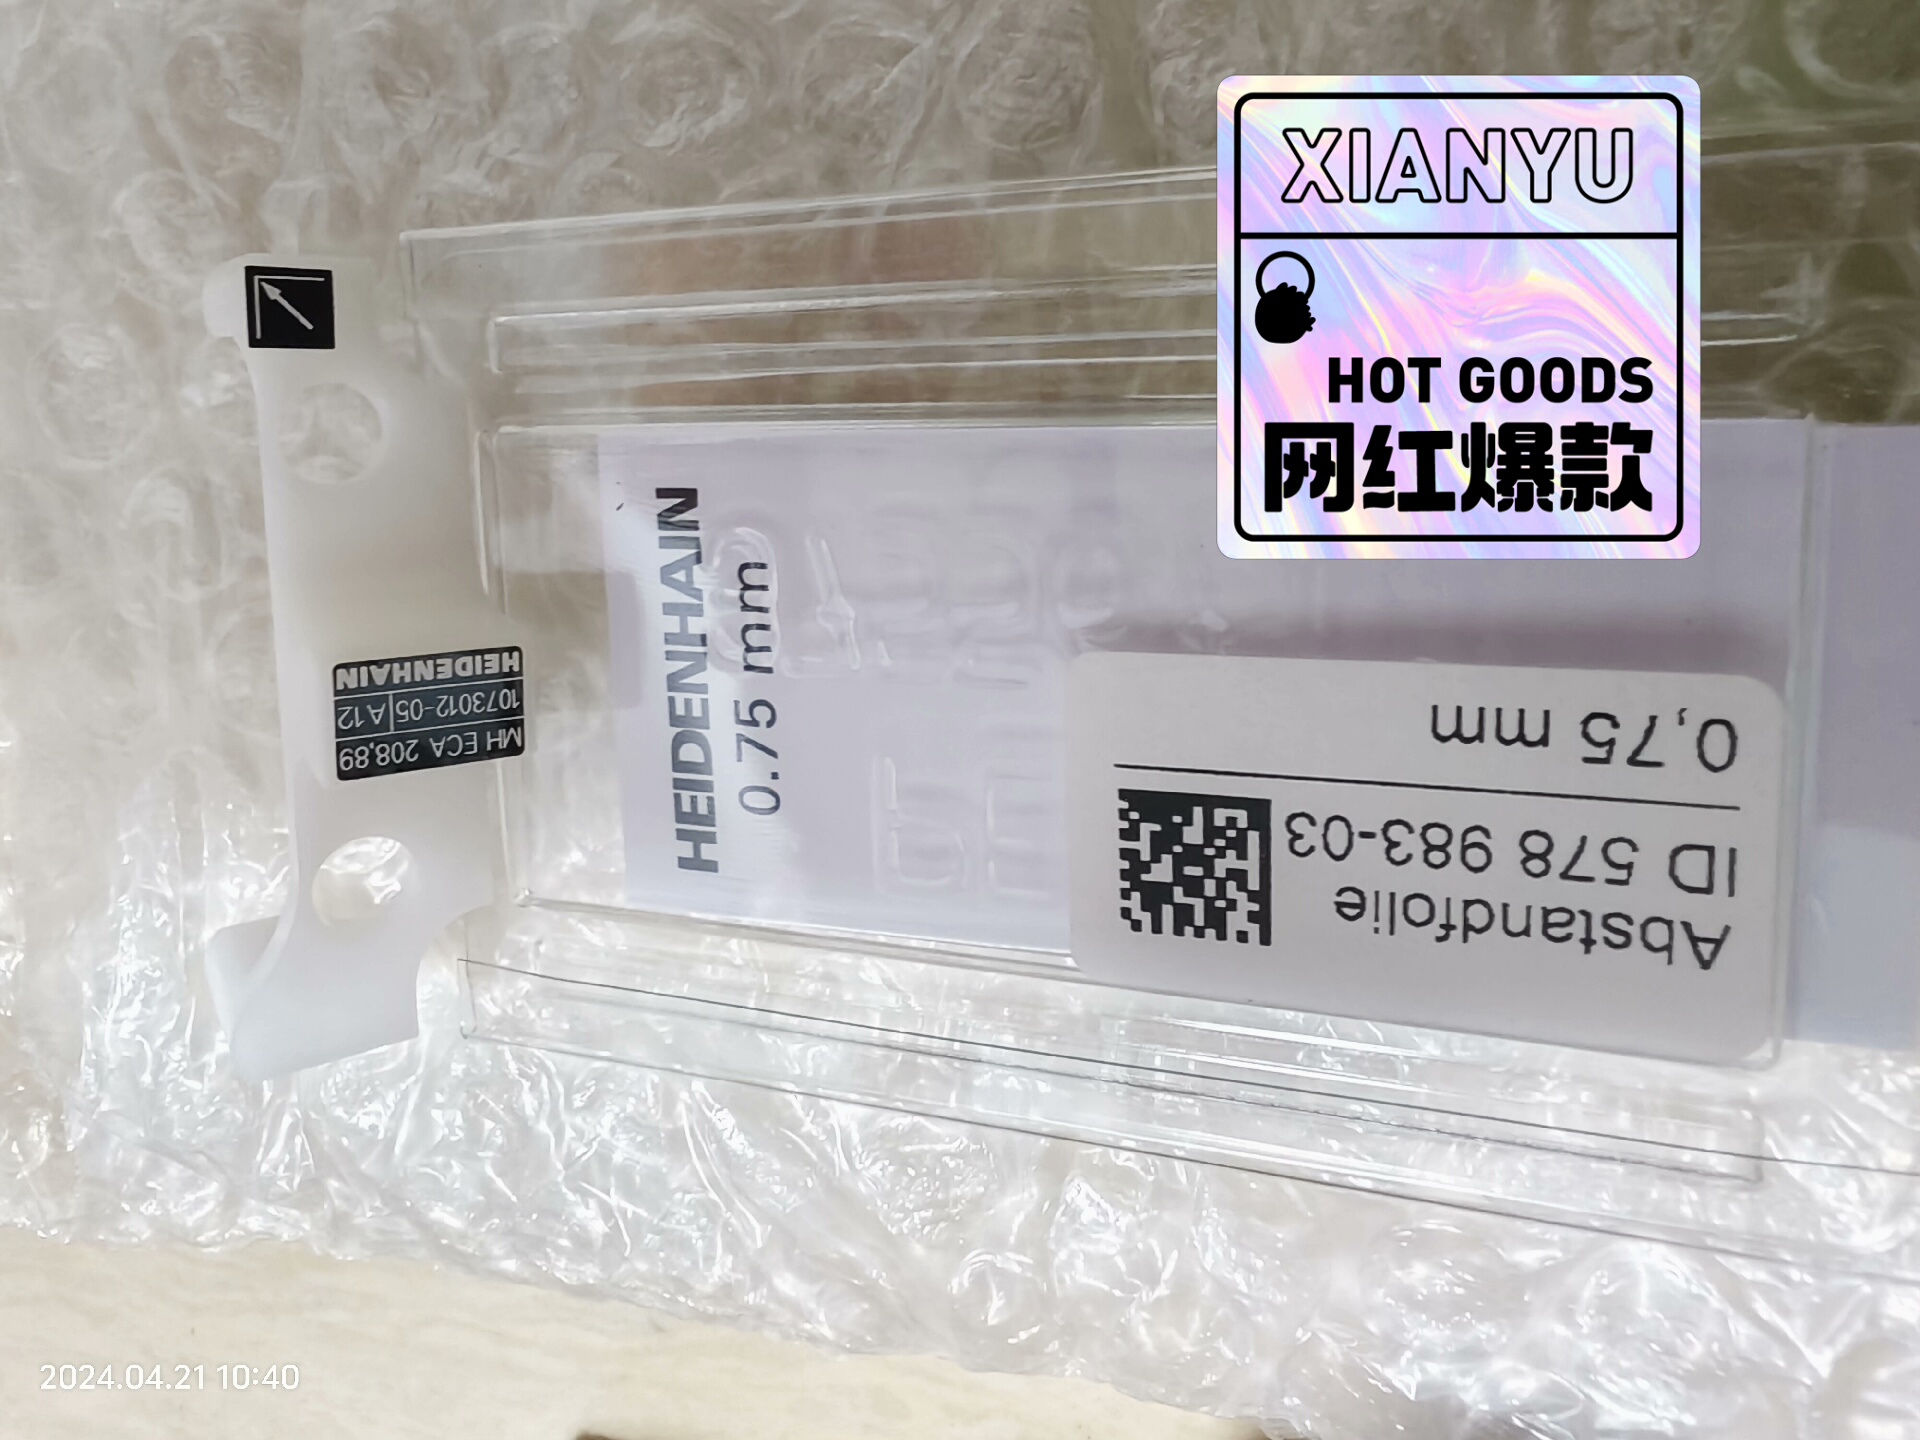 XIANYU
HOT GOODS
网红爆款
HEIDENHAIN
0.75 mm
HEIDENHAIN
1073012-05 A12
MH ECA 208,89
Abstandfolie
ID 578 983-03
0,75 mm
2024.04.21 10:40